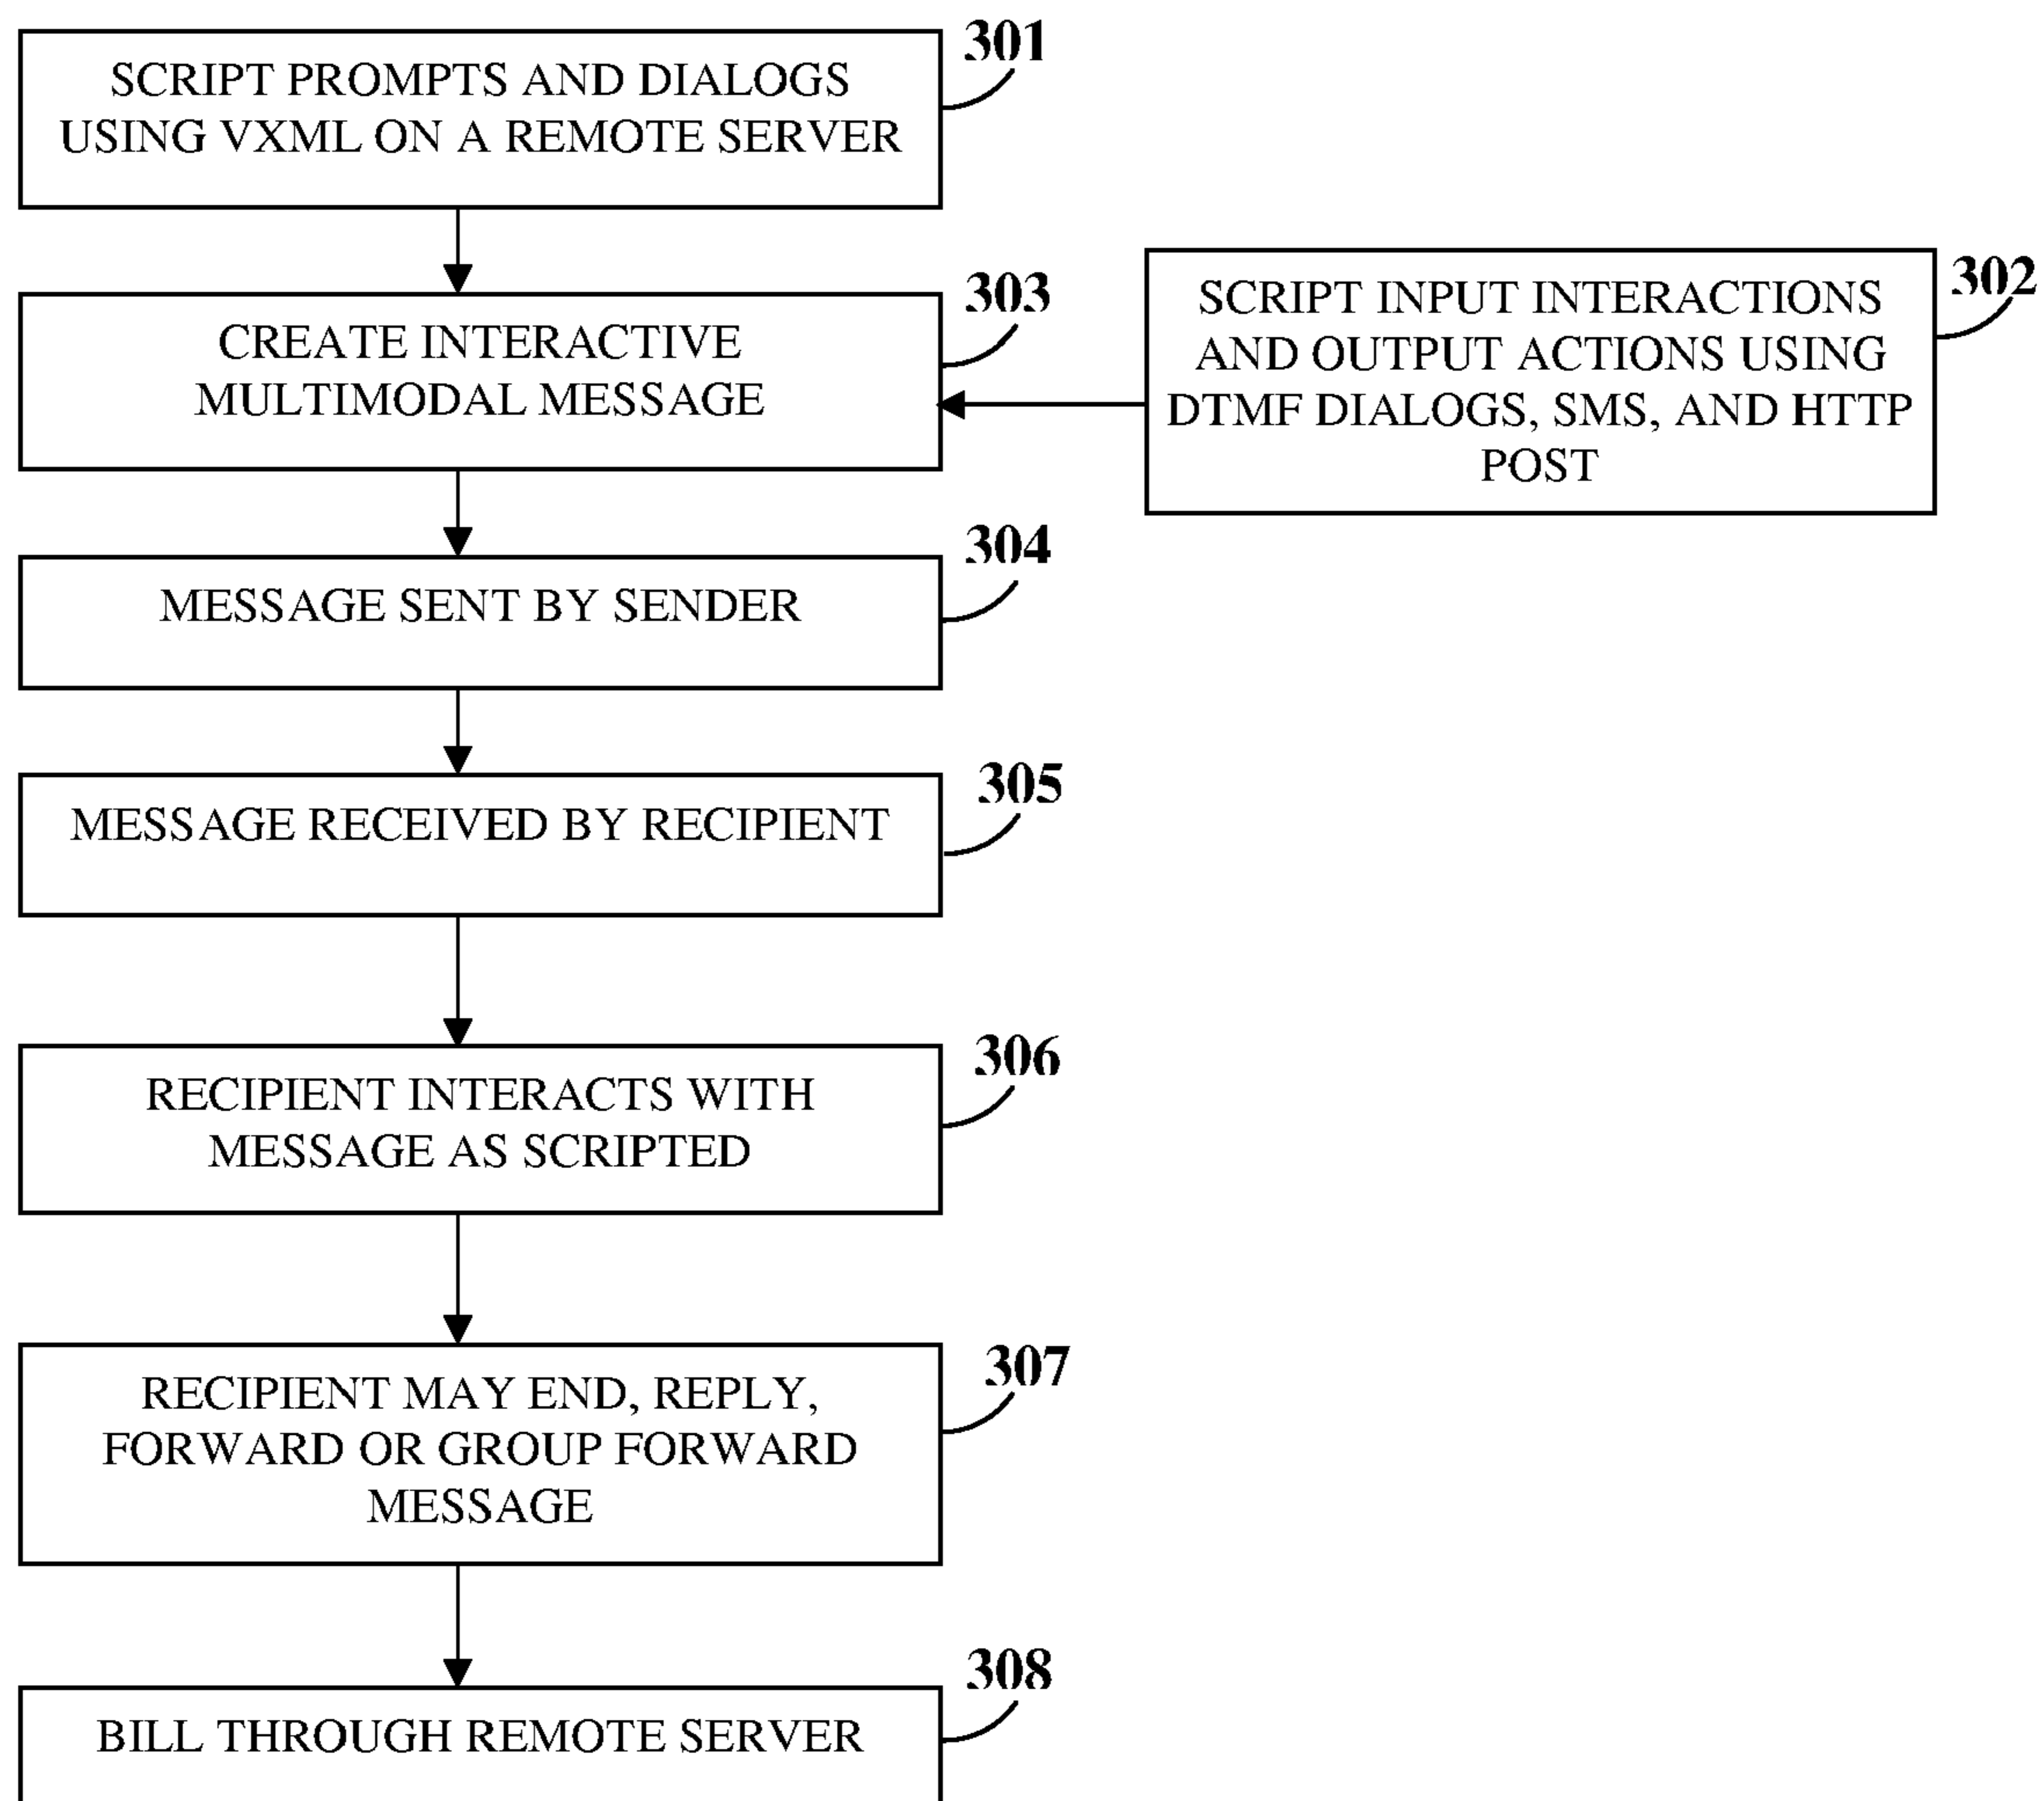 301
SCRIPT PROMPTS AND DIALOGS
USING VXML ON A REMOTE SERVER
303
CREATE INTERACTIVE
MULTIMODAL MESSAGE
302
SCRIPT INPUT INTERACTIONS
AND OUTPUT ACTIONS USING
DTMF DIALOGS, SMS, AND HTTP
POST
304
MESSAGE SENT BY SENDER
305
MESSAGE RECEIVED BY RECIPIENT
306
RECIPIENT INTERACTS WITH
MESSAGE AS SCRIPTED
307
RECIPIENT MAY END, REPLY,
FORWARD OR GROUP FORWARD
MESSAGE
308
BILL THROUGH REMOTE SERVER